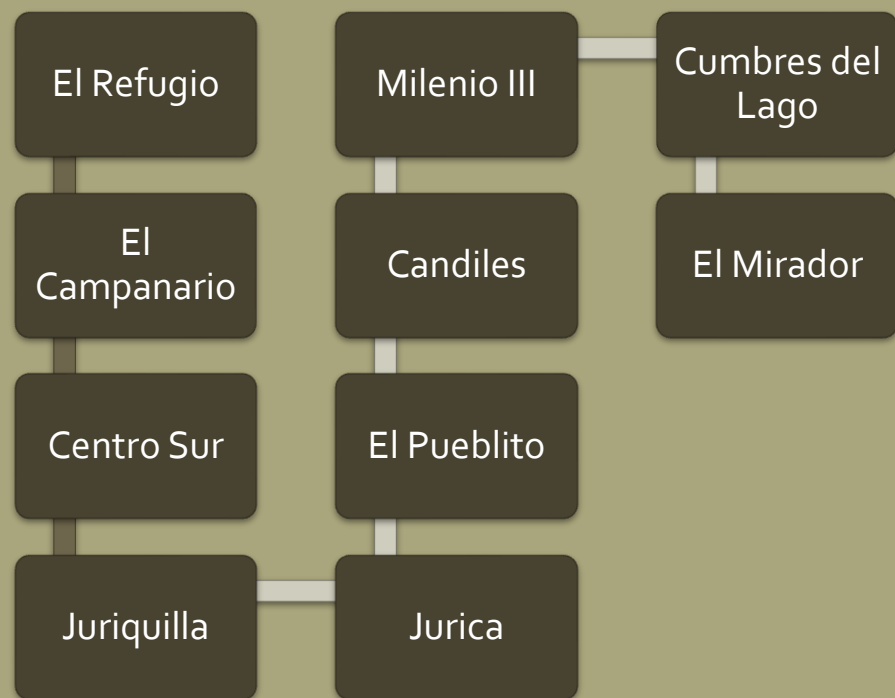 El Refugio
El
Campanario
Centro Sur
Juriquilla
Jurica
El Pueblito
Candiles
Milenio III
Cumbres del
Lago
El Mirador